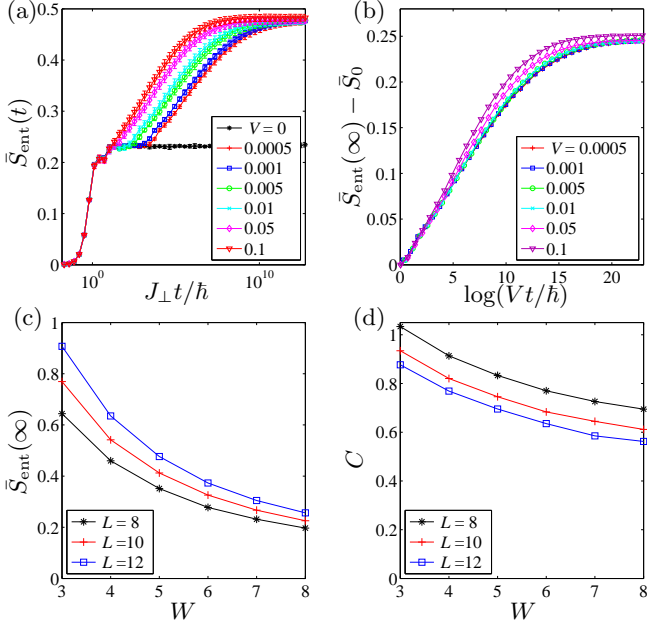 (a)
0.5
0.4
0.3
0.2
0.1
0
S̄ent(t)
V=0
0.0005
0.001
0.005
0.01
0.05
0.1
10⁰
10¹⁰
J⊥t/ħ
(b)
0.25
0.2
0.15
0.1
0.05
0
S̄ent(∞) − S̄0
V=0.0005
0.001
0.005
0.01
0.05
0.1
0
5
10
15
20
log(Vt/ħ)
(c)
1
0.8
0.6
0.4
0.2
0
S̄ent(∞)
L=8
L=10
L=12
3
4
5
6
7
8
W
(d)
1
0.8
0.6
0.4
0.2
0
C
L=8
L=10
L=12
3
4
5
6
7
8
W